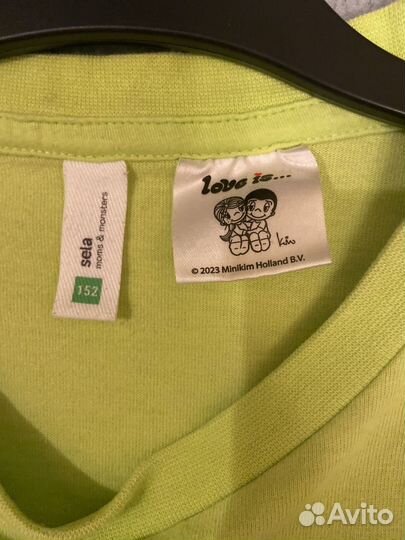 love is...
kim
© 2023 Minikim Holland B.V.
sela
moms & monsters
152
Avito